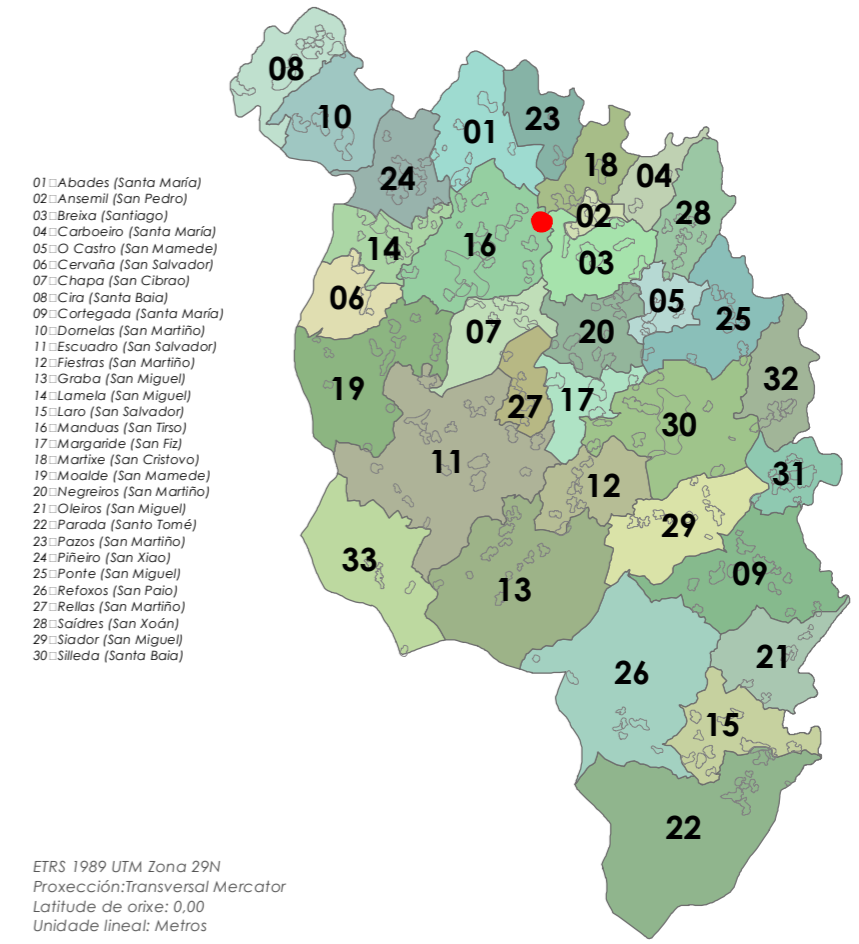 08
10
01
23
18
04
24
28
02
16
14
03
06
05
25
07
20
32
19
17
27
30
11
31
12
29
33
09
13
21
26
15
22
01□Abades (Santa María)
02□Ansemil (San Pedro)
03□Breixa (Santiago)
04□Carboeiro (Santa María)
05□O Castro (San Mamede)
06□Cervaña (San Salvador)
07□Chapa (San Cibrao)
08□Cira (Santa Baia)
09□Cortegada (Santa María)
10□Dornelas (San Martiño)
11□Escuadro (San Salvador)
12□Fiestras (San Martiño)
13□Graba (San Miguel)
14□Lamela (San Miguel)
15□Laro (San Salvador)
16□Manduas (San Tirso)
17□Margaride (San Fiz)
18□Martixe (San Cristovo)
19□Moalde (San Mamede)
20□Negreiros (San Martiño)
21□Oleiros (San Miguel)
22□Parada (Santo Tomé)
23□Pazos (San Martiño)
24□Piñeiro (San Xiao)
25□Ponte (San Miguel)
26□Refoxos (San Paio)
27□Rellas (San Martiño)
28□Saídres (San Xoán)
29□Siador (San Miguel)
30□Silleda (Santa Baia)
ETRS 1989 UTM Zona 29N
Proxección:Transversal Mercator
Latitude de orixe: 0,00
Unidade lineal: Metros